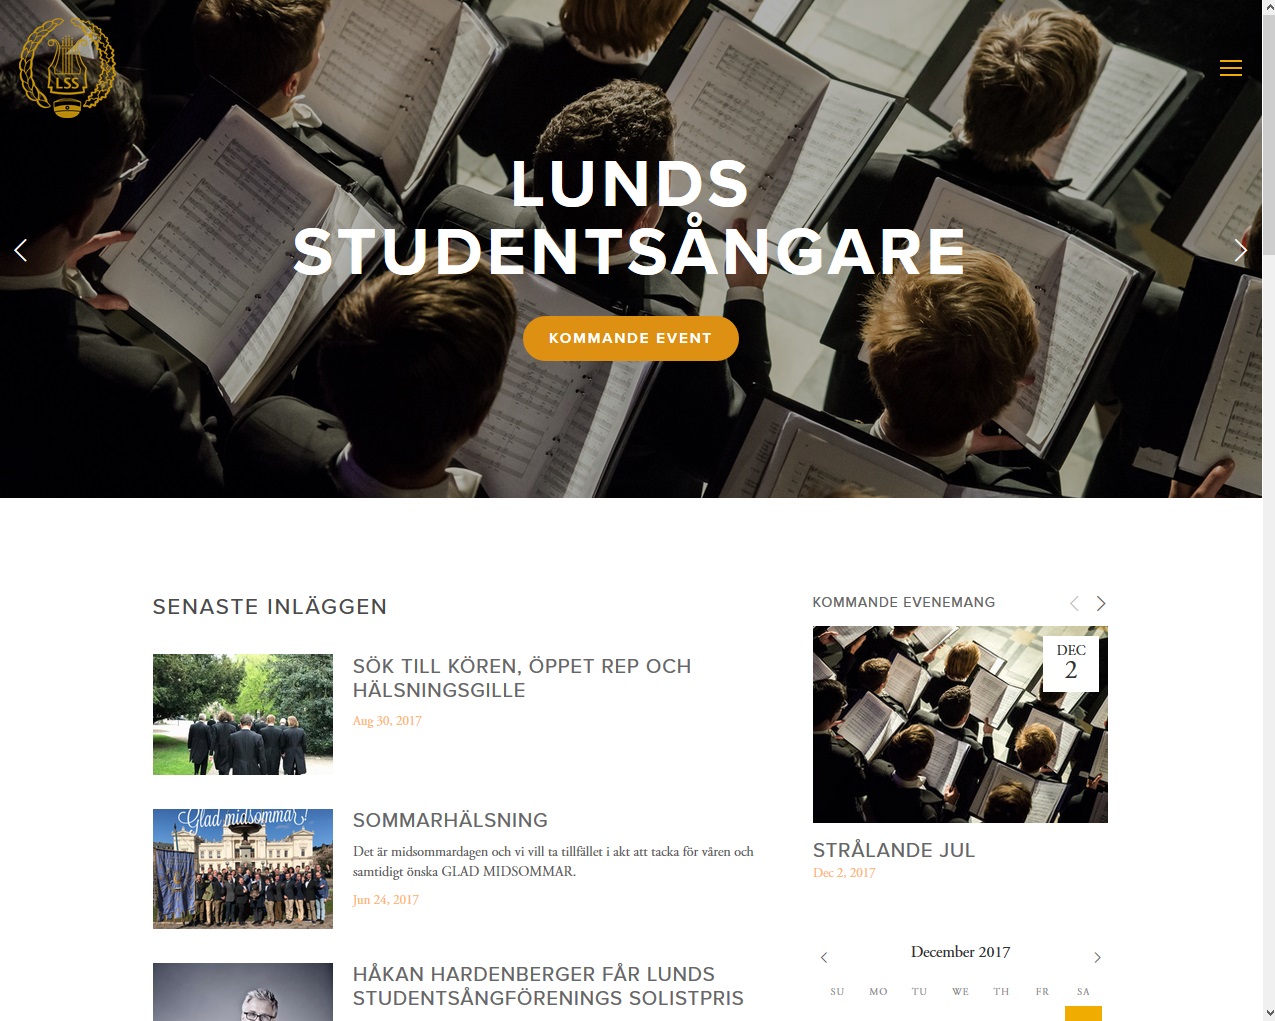 LSS
LUNDS
STUDENTSÅNGARE
KOMMANDE EVENT
SENASTE INLÄGGEN
SÖK TILL KÖREN, ÖPPET REP OCH
HÄLSNINGSGILLE
Aug 30, 2017
Glad midsommar!
SOMMARHÄLSNING
Det är midsommardagen och vi vill ta tillfället i akt att tacka för våren och
samtidigt önska GLAD MIDSOMMAR.
Jun 24, 2017
HÅKAN HARDENBERGER FÅR LUNDS
STUDENTSÅNGFÖRENINGS SOLISTPRIS
KOMMANDE EVENEMANG
DEC
2
STRÅLANDE JUL
Dec 2, 2017
December 2017
SU MO TU WE TH FR SA